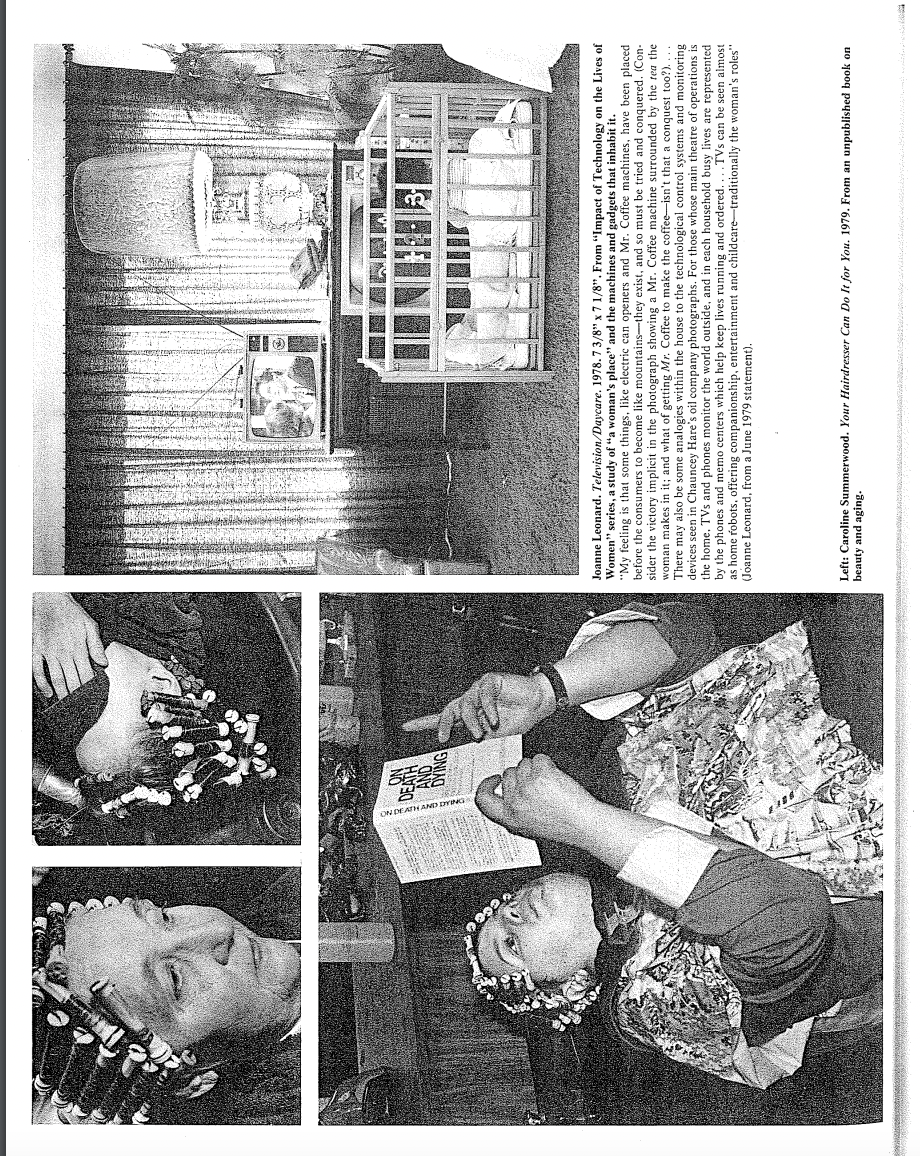 Joanne Leonard. Television/Daycare. 1978. 7 3/8" x 7 1/8". From "Impact of Technology on the Lives of
Women" series, a study of "a woman's place" and the machines and gadgets that inhabit it.
"My feeling is that some things, like electric can openers and Mr. Coffee machines, have been placed
before the consumers to become like mountains—they exist, and so must be tried and conquered. (Con-
sider the victory implicit in the photograph showing a Mr. Coffee machine surrounded by the tea the
woman makes in it; and what of getting Mr. Coffee to make the coffee—isn't that a conquest too?). . . .
There may also be some analogies within the house to the technological control systems and monitoring
devices seen in Chauncey Hare's oil company photographs. For those whose main theatre of operations is
the home, TVs and phones monitor the world outside, and in each household busy lives are represented
by the phones and memo centers which help keep lives running and ordered. . . . TVs can be seen almost
as home robots, offering companionship, entertainment and childcare—traditionally the woman's roles"
(Joanne Leonard, from a June 1979 statement).
Left: Caroline Summerwood. Your Hairdresser Can Do It for You. 1979. From an unpublished book on
beauty and aging.
ON
DEATH
AND
DYING
ON DEATH AND DYING